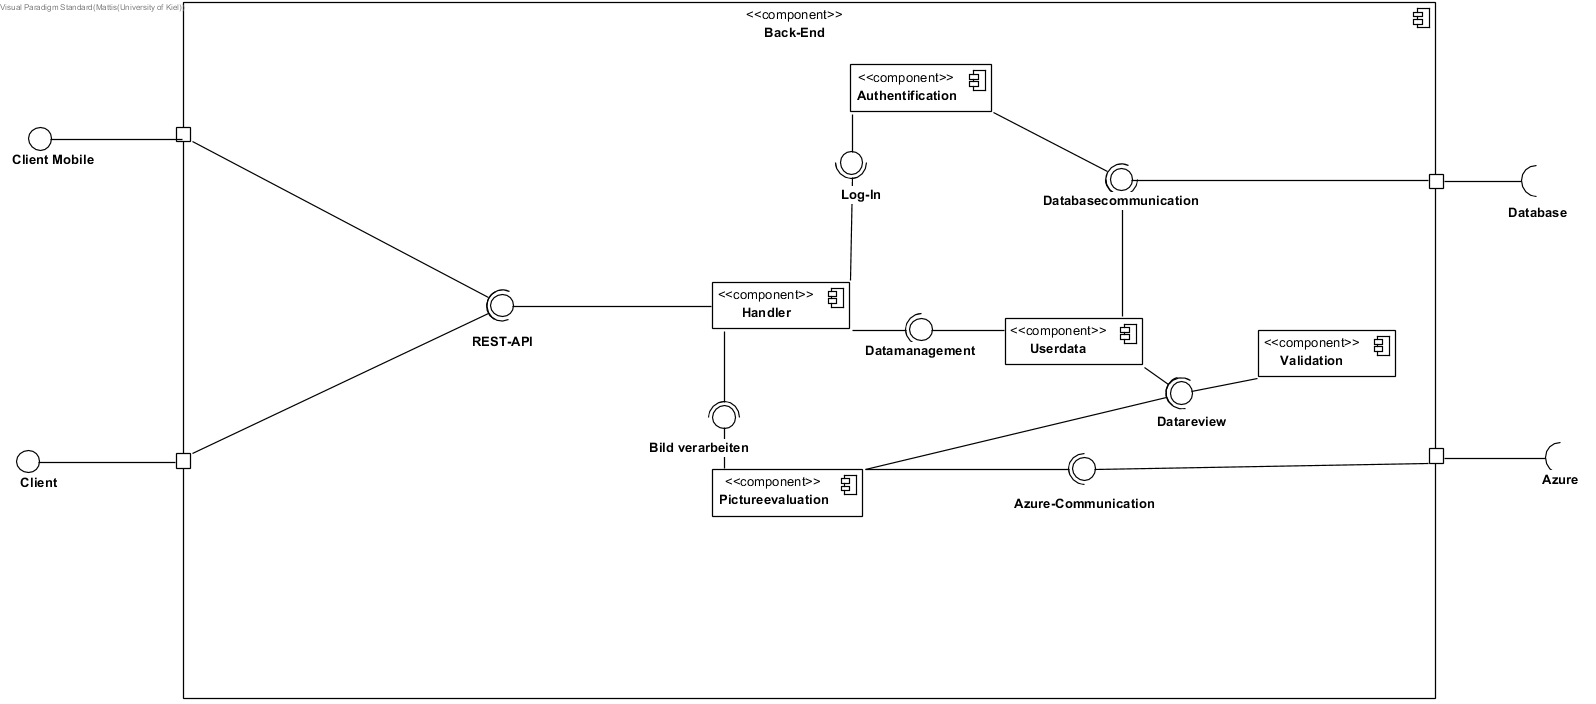 Visual Paradigm Standard(Mattis(University of Kiel))
<<component>>
Back-End
<<component>>
Authentification
Client Mobile
Log-In
Databasecommunication
Database
<<component>>
Handler
REST-API
Datamanagement
<<component>>
Userdata
<<component>>
Validation
Datareview
Bild verarbeiten
Client
<<component>>
Pictureevaluation
Azure-Communication
Azure